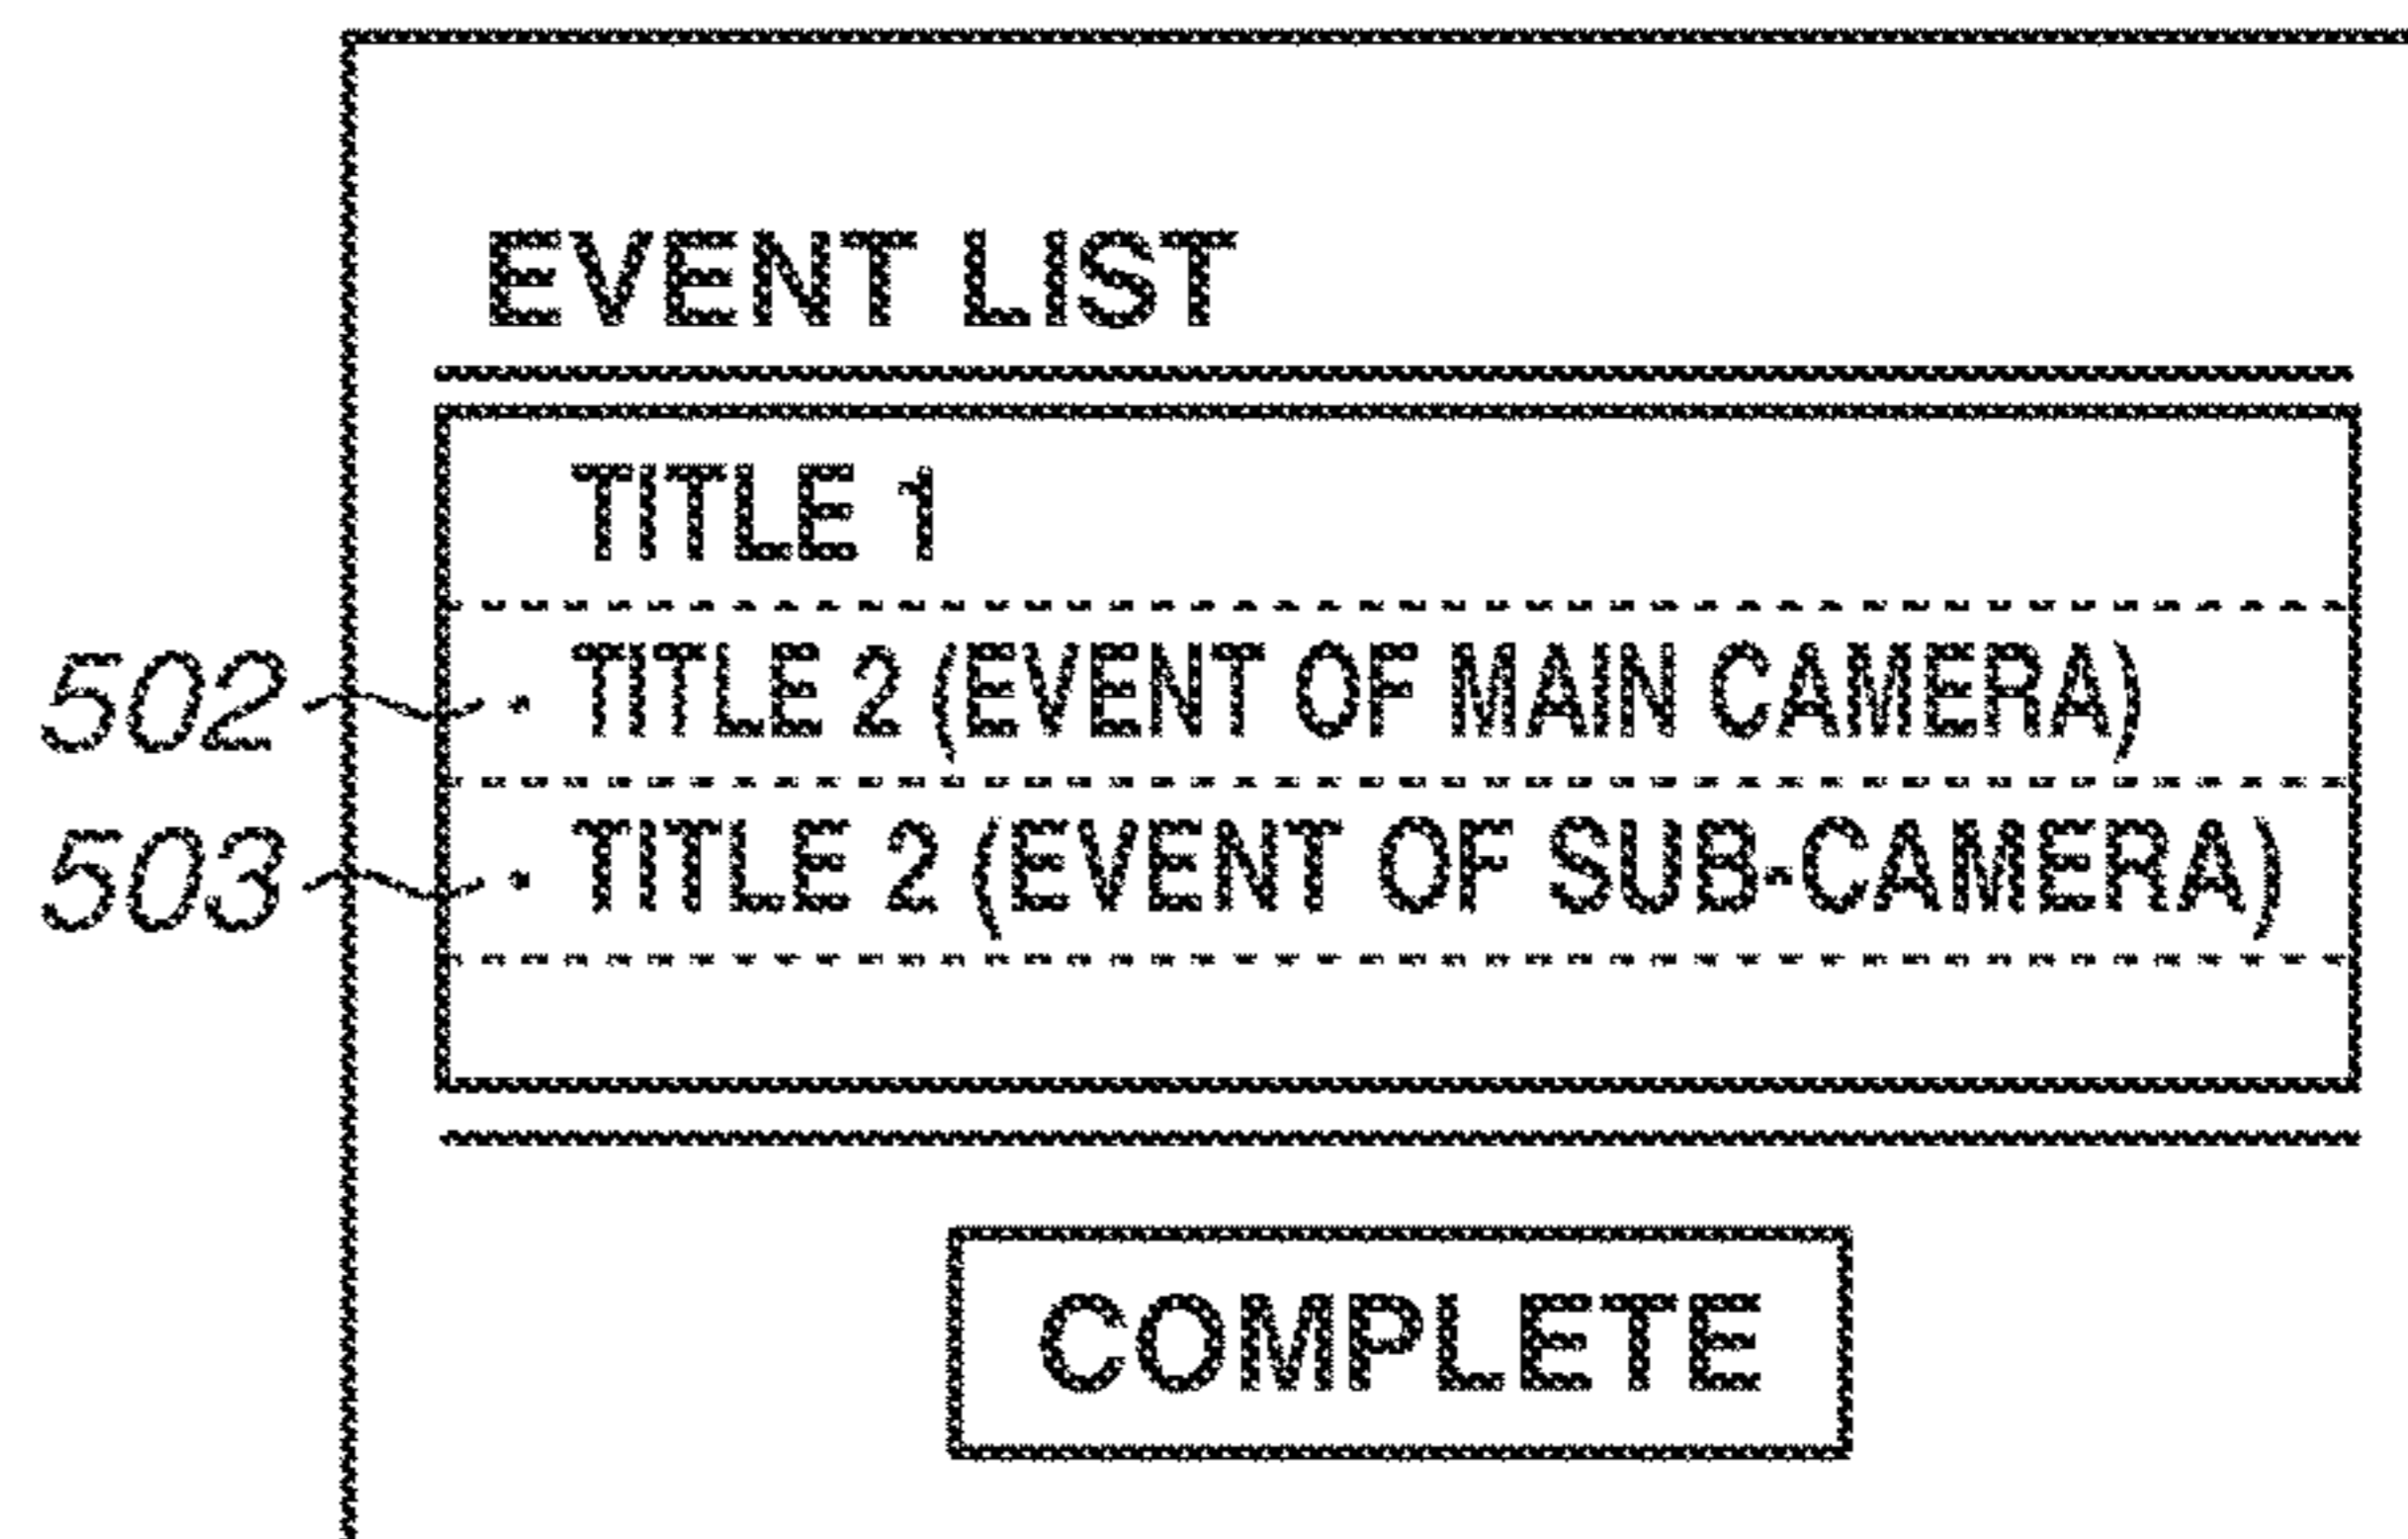 EVENT LIST
TITLE 1
502 · TITLE 2 (EVENT OF MAIN CAMERA)
503 · TITLE 2 (EVENT OF SUB-CAMERA)
COMPLETE